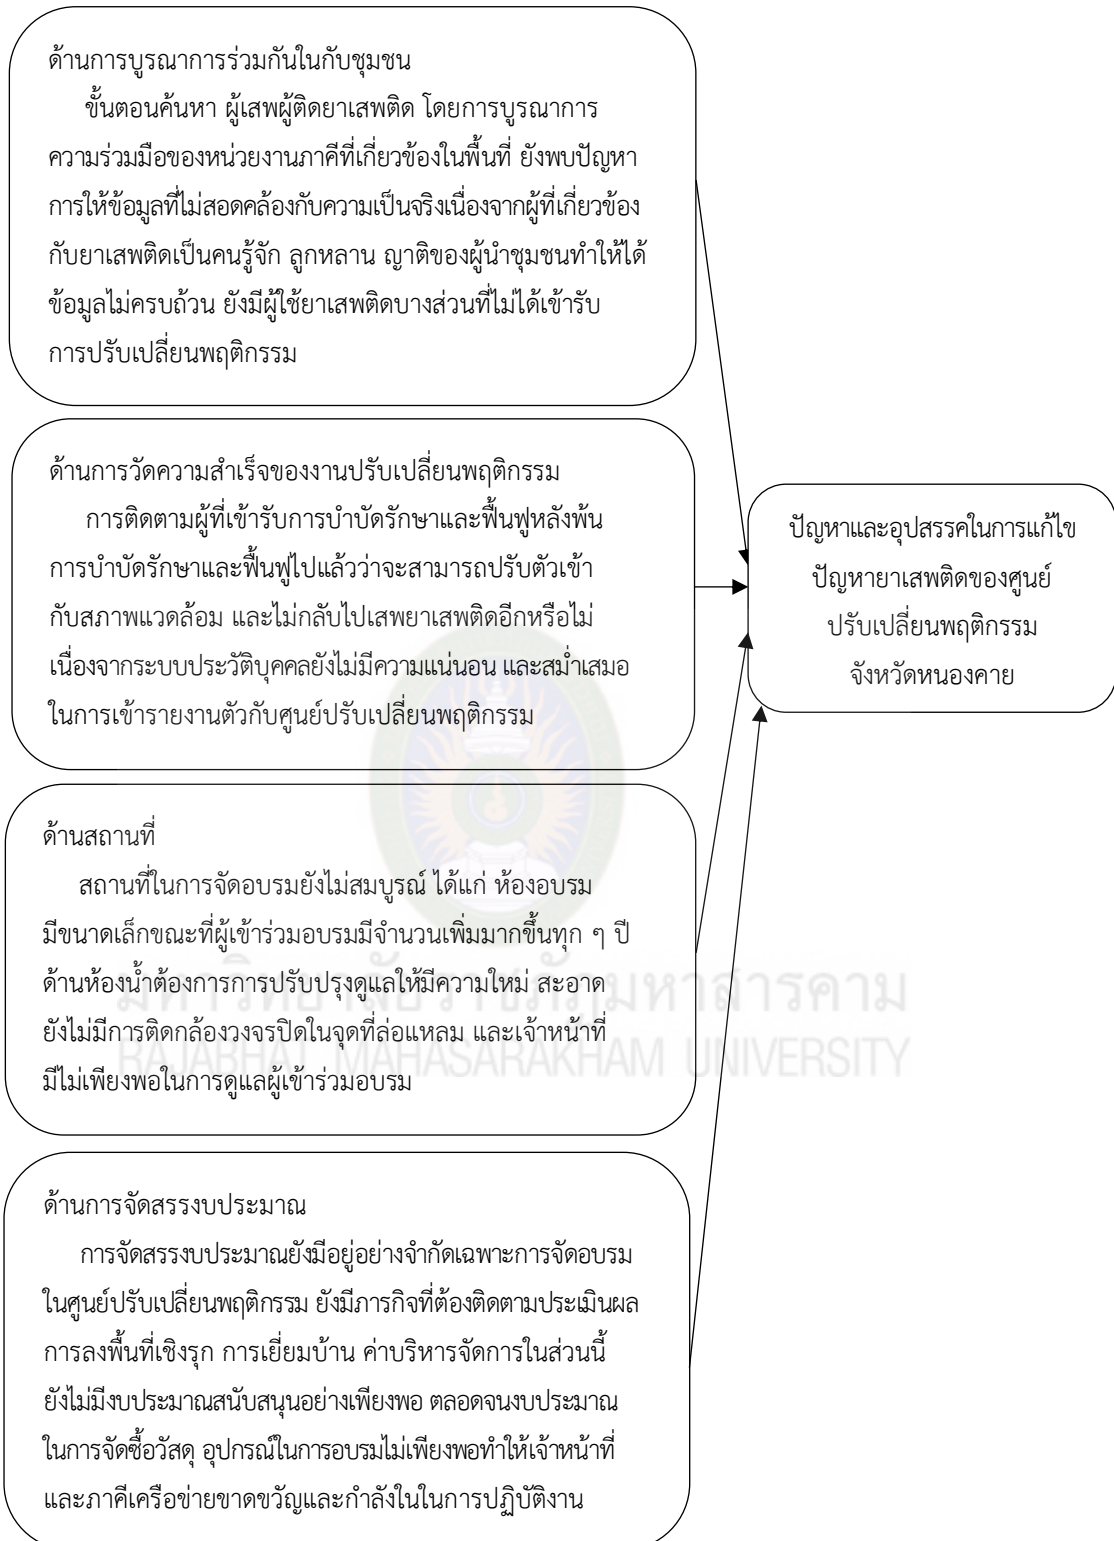 ด้านการบูรณาการร่วมกันในกับชุมชน
ขั้นตอนค้นหา ผู้เสพผู้ติดยาเสพติด โดยการบูรณาการ
ความร่วมมือของหน่วยงานภาคีที่เกี่ยวข้องในพื้นที่ ยังพบปัญหา
การให้ข้อมูลที่ไม่สอดคล้องกับความเป็นจริงเนื่องจากผู้ที่เกี่ยวข้อง
กับยาเสพติดเป็นคนรู้จัก ลูกหลาน ญาติของผู้นำชุมชนทำให้ได้
ข้อมูลไม่ครบถ้วน ยังมีผู้ใช้ยาเสพติดบางส่วนที่ไม่ได้เข้ารับ
การปรับเปลี่ยนพฤติกรรม
ด้านการวัดความสำเร็จของงานปรับเปลี่ยนพฤติกรรม
การติดตามผู้ที่เข้ารับการบำบัดรักษาและฟื้นฟูหลังพ้น
การบำบัดรักษาและฟื้นฟูไปแล้วว่าจะสามารถปรับตัวเข้า
กับสภาพแวดล้อม และไม่กลับไปเสพยาเสพติดอีกหรือไม่
เนื่องจากระบบประวัติบุคคลยังไม่มีความแน่นอน และสม่ำเสมอ
ในการเข้ารายงานตัวกับศูนย์ปรับเปลี่ยนพฤติกรรม
ปัญหาและอุปสรรคในการแก้ไข
ปัญหายาเสพติดของศูนย์
ปรับเปลี่ยนพฤติกรรม
จังหวัดหนองคาย
ด้านสถานที่
สถานที่ในการจัดอบรมยังไม่สมบูรณ์ ได้แก่ ห้องอบรม
มีขนาดเล็กขณะที่ผู้เข้าร่วมอบรมมีจำนวนเพิ่มมากขึ้นทุก ๆ ปี
ด้านห้องน้ำต้องการการปรับปรุงดูแลให้มีความใหม่ สะอาด
ยังไม่มีการติดกล้องวงจรปิดในจุดที่ล่อแหลม และเจ้าหน้าที่
มีไม่เพียงพอในการดูแลผู้เข้าร่วมอบรม
มหาวิทยาลัยราชภัฏมหาสารคาม
RAJABHAT MAHASARAKHAM UNIVERSITY
ด้านการจัดสรรงบประมาณ
การจัดสรรงบประมาณยังมีอยู่อย่างจำกัดเฉพาะการจัดอบรม
ในศูนย์ปรับเปลี่ยนพฤติกรรม ยังมีภารกิจที่ต้องติดตามประเมินผล
การลงพื้นที่เชิงรุก การเยี่ยมบ้าน ค่าบริหารจัดการในส่วนนี้
ยังไม่มีงบประมาณสนับสนุนอย่างเพียงพอ ตลอดจนงบประมาณ
ในการจัดซื้อวัสดุ อุปกรณ์ในการอบรมไม่เพียงพอทำให้เจ้าหน้าที่
และภาคีเครือข่ายขาดขวัญและกำลังในในการปฏิบัติงาน